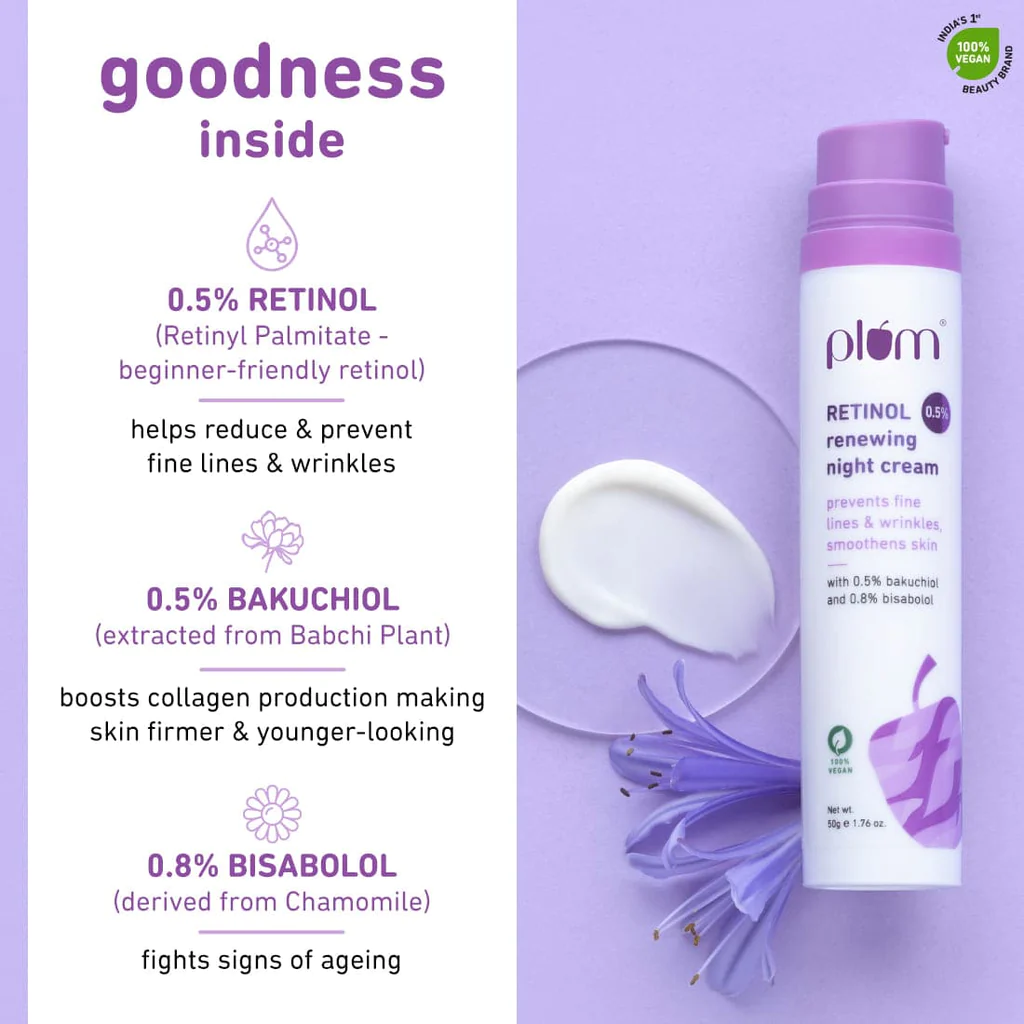 goodness
inside
0.5% RETINOL
(Retinyl Palmitate -
beginner-friendly retinol)
helps reduce & prevent
fine lines & wrinkles
0.5% BAKUCHIOL
(extracted from Babchi Plant)
boosts collagen production making
skin firmer & younger-looking
0.8% BISABOLOL
(derived from Chamomile)
fights signs of ageing
INDIA'S 1st
100%
VEGAN
BEAUTY BRAND
plum®
RETINOL 0.5%
renewing
night cream
prevents fine
lines & wrinkles,
smoothens skin
with 0.5% bakuchiol
and 0.8% bisabolol
100%
VEGAN
Net wt.
50g e 1.76 oz.